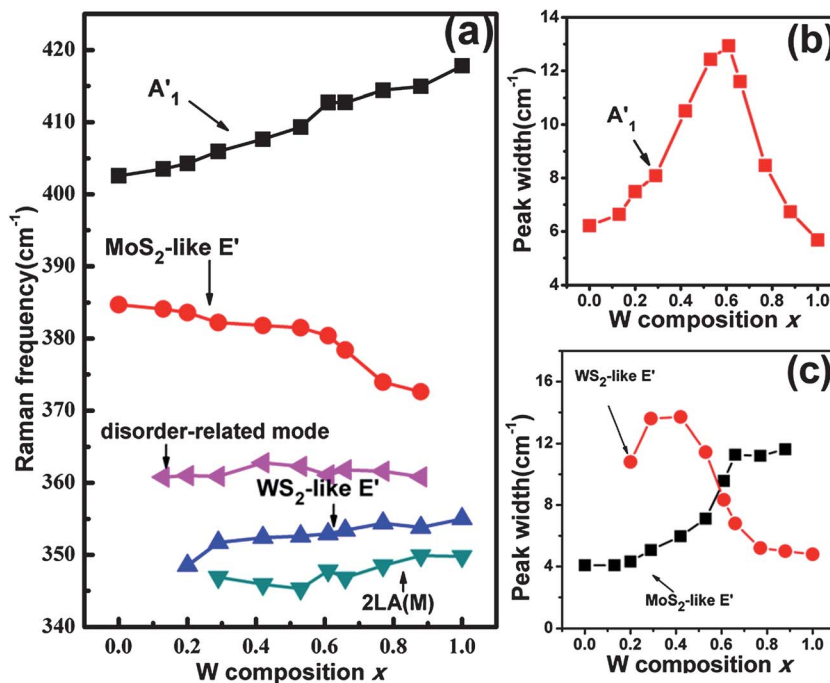 (a)
Raman frequency(cm⁻¹)
420
410
400
390
380
370
360
350
340
A'₁
MoS₂-like E'
disorder-related mode
WS₂-like E'
2LA(M)
0.0 0.2 0.4 0.6 0.8 1.0
W composition x
(b)
Peak width(cm⁻¹)
14
12
10
8
6
4
A'₁
0.0 0.2 0.4 0.6 0.8 1.0
W composition x
(c)
Peak width(cm⁻¹)
16
12
8
4
0
WS₂-like E'
MoS₂-like E'
0.0 0.2 0.4 0.6 0.8 1.0
W composition x